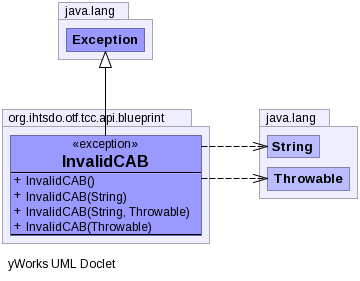 java.lang
Exception
org.ihtsdo.otf.tcc.api.blueprint
«exception»
InvalidCAB
+ InvalidCAB()
+ InvalidCAB(String)
+ InvalidCAB(String, Throwable)
+ InvalidCAB(Throwable)
java.lang
String
Throwable
yWorks UML Doclet